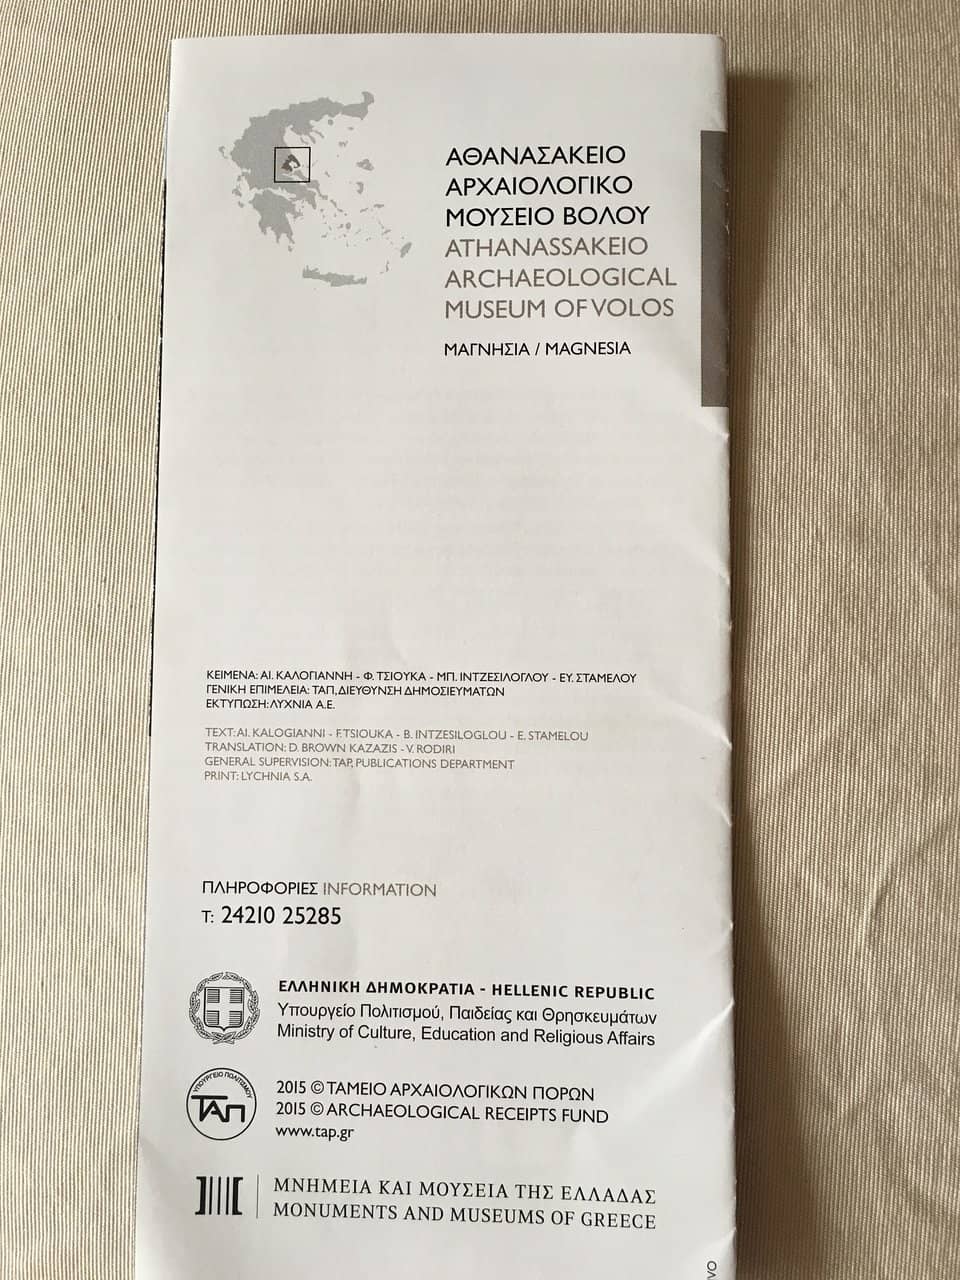 ΑΘΑΝΑΣΑΚΕΙΟ
ΑΡΧΑΙΟΛΟΓΙΚΟ
ΜΟΥΣΕΙΟ ΒΟΛΟΥ
ATHANASSAKEIO
ARCHAEOLOGICAL
MUSEUM OF VOLOS
ΜΑΓΝΗΣΙΑ / MAGNESIA
ΚΕΙΜΕΝΑ: ΑΙ. ΚΑΛΟΓΙΑΝΝΗ - Φ. ΤΣΙΟΥΚΑ - ΜΠ. ΙΝΤΖΕΣΙΛΟΓΛΟΥ - ΕΥ. ΣΤΑΜΕΛΟΥ
ΓΕΝΙΚΗ ΕΠΙΜΕΛΕΙΑ: ΤΑΠ, ΔΙΕΥΘΥΝΣΗ ΔΗΜΟΣΙΕΥΜΑΤΩΝ
ΕΚΤΥΠΩΣΗ: ΛΥΧΝΙΑ Α.Ε.
TEXT: AI. KALOGIANNI - F. TSIOUKA - B. INTZESILOGLOU - E. STAMELOU
TRANSLATION: D. BROWN KAZAZIS - V. RODIRI
GENERAL SUPERVISION: TAP, PUBLICATIONS DEPARTMENT
PRINT: LYCHNIA S.A.
ΠΛΗΡΟΦΟΡΙΕΣ INFORMATION
T: 24210 25285
ΕΛΛΗΝΙΚΗ ΔΗΜΟΚΡΑΤΙΑ - HELLENIC REPUBLIC
Υπουργείο Πολιτισμού, Παιδείας και Θρησκευμάτων
Ministry of Culture, Education and Religious Affairs
ΥΠΟΥΡΓΕΙΟ ΠΟΛΙΤΙΣΜΟΥ
ΤΑΠ
2015 © ΤΑΜΕΙΟ ΑΡΧΑΙΟΛΟΓΙΚΩΝ ΠΟΡΩΝ
2015 © ARCHAEOLOGICAL RECEIPTS FUND
www.tap.gr
ΜΝΗΜΕΙΑ ΚΑΙ ΜΟΥΣΕΙΑ ΤΗΣ ΕΛΛΑΔΑΣ
MONUMENTS AND MUSEUMS OF GREECE